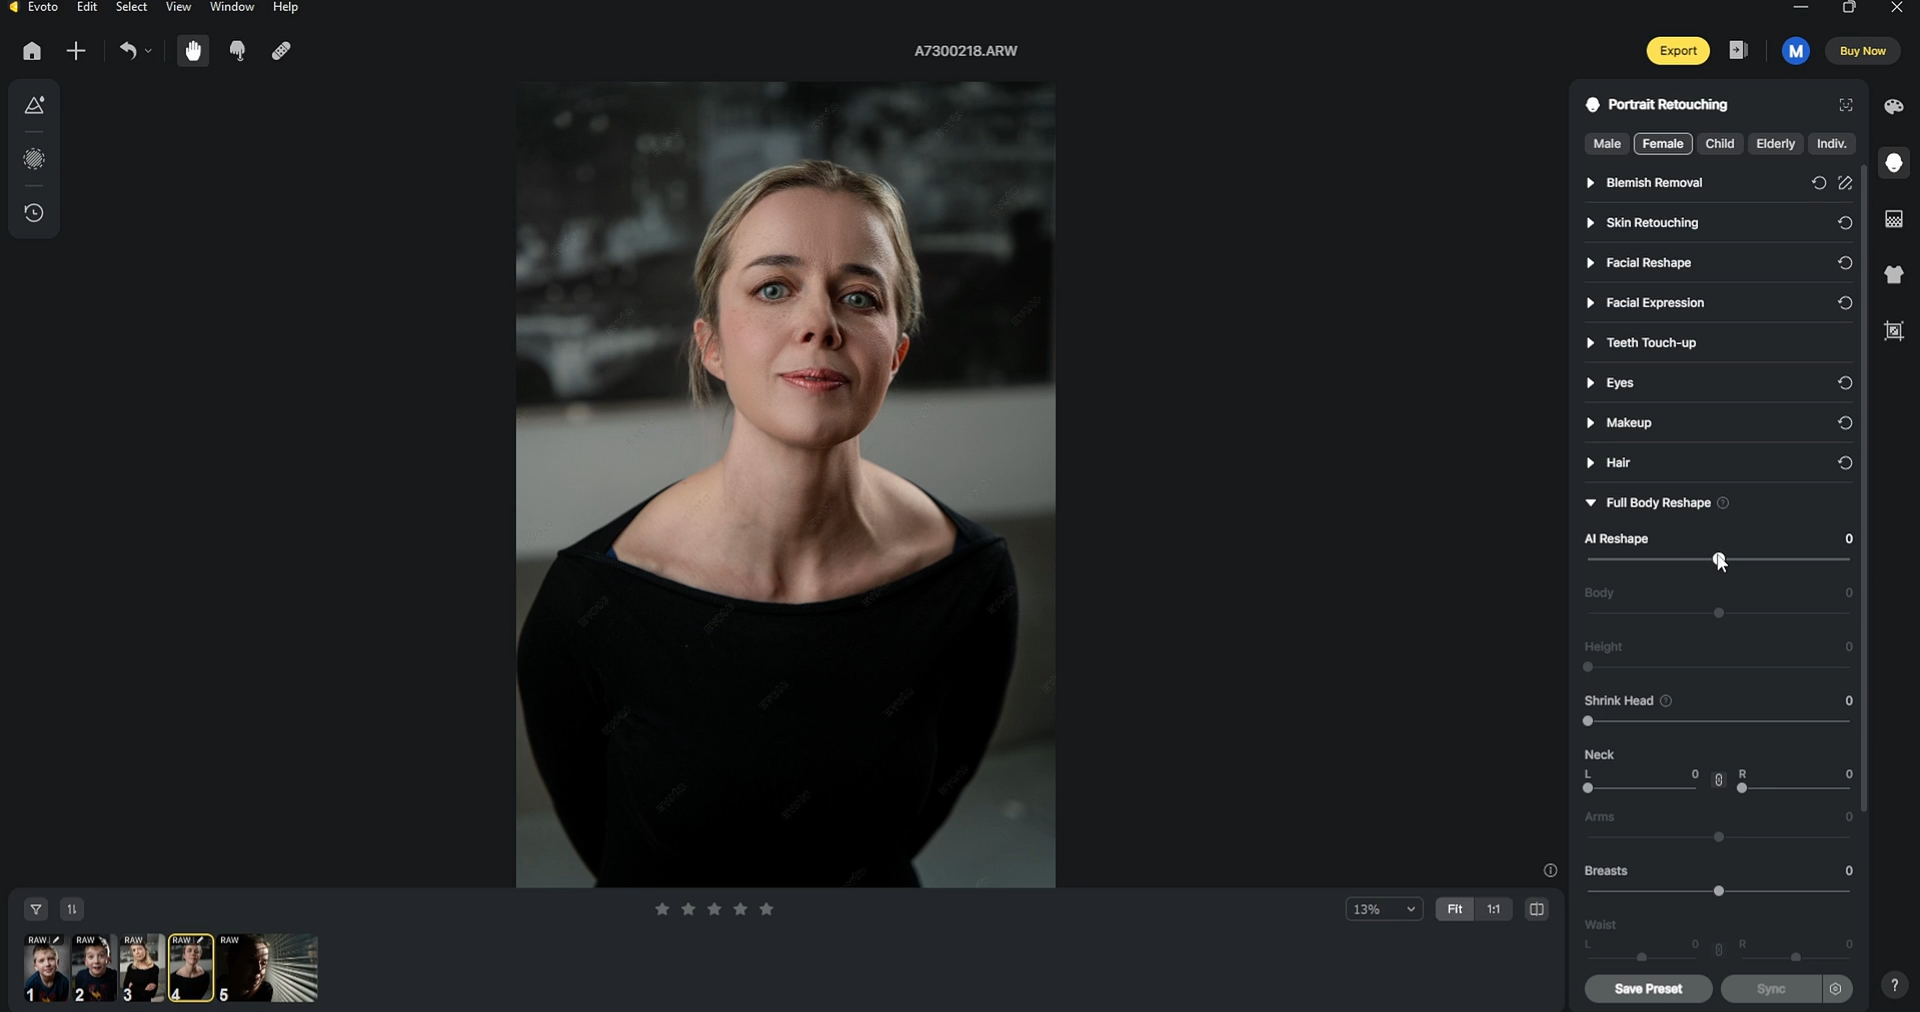 Evoto Edit Select View Window Help
A7300218.ARW
Export
M
Buy Now
Portrait Retouching
Male Female Child Elderly Indiv.
Blemish Removal
Skin Retouching
Facial Reshape
Facial Expression
Teeth Touch-up
Eyes
Makeup
Hair
Full Body Reshape ?
AI Reshape 0
Body 0
Height 0
Shrink Head ? 0
Neck
L 0 R 0
Arms 0
Breasts 0
Waist
L 0 R 0
Save Preset Sync
?
13% Fit 1:1
RAW RAW RAW RAW RAW
1 2 3 4 5